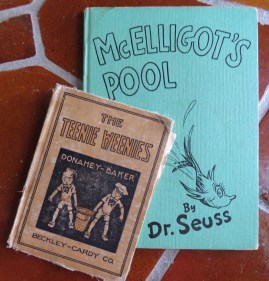 McELLIGOT'S
POOL
By
Dr. Seuss
THE
TEENIE WEENIES
DONAHEY-BAKER
BECKLEY-CARDY CO.